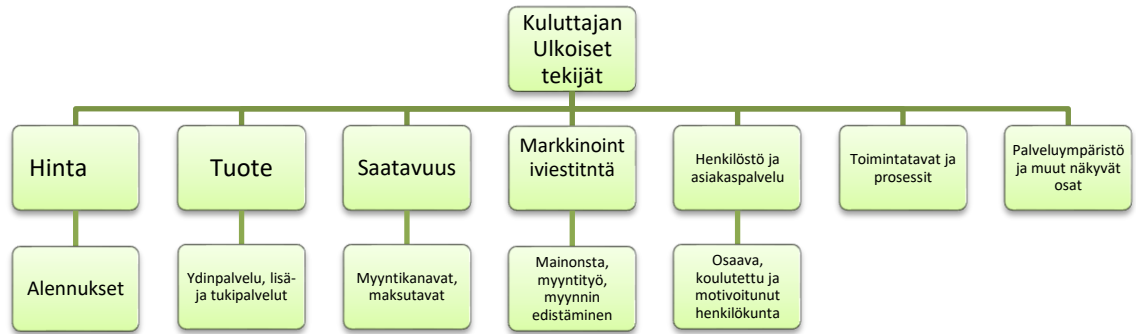 Kuluttajan
Ulkoiset
tekijät
Hinta
Tuote
Saatavuus
Markkinoint
iviestitntä
Henkilöstö ja
asiakaspalvelu
Toimintatavat ja
prosessit
Palveluympäristö
ja muut näkyvät
osat
Alennukset
Ydinpalvelu, lisä-
ja tukipalvelut
Myyntikanavat,
maksutavat
Mainonsta,
myyntityö,
myynnin
edistäminen
Osaava,
koulutettu ja
motivoitunut
henkilökunta